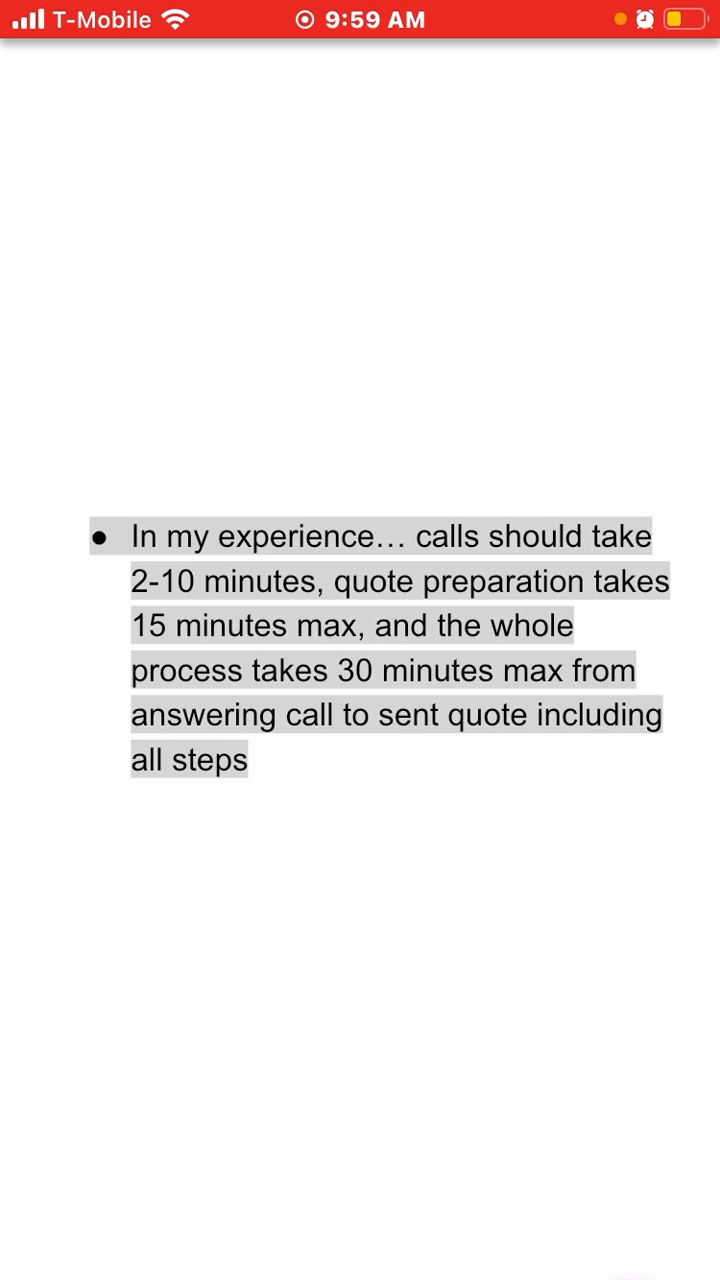 T-Mobile 9:59 AM
● In my experience… calls should take
2-10 minutes, quote preparation takes
15 minutes max, and the whole
process takes 30 minutes max from
answering call to sent quote including
all steps